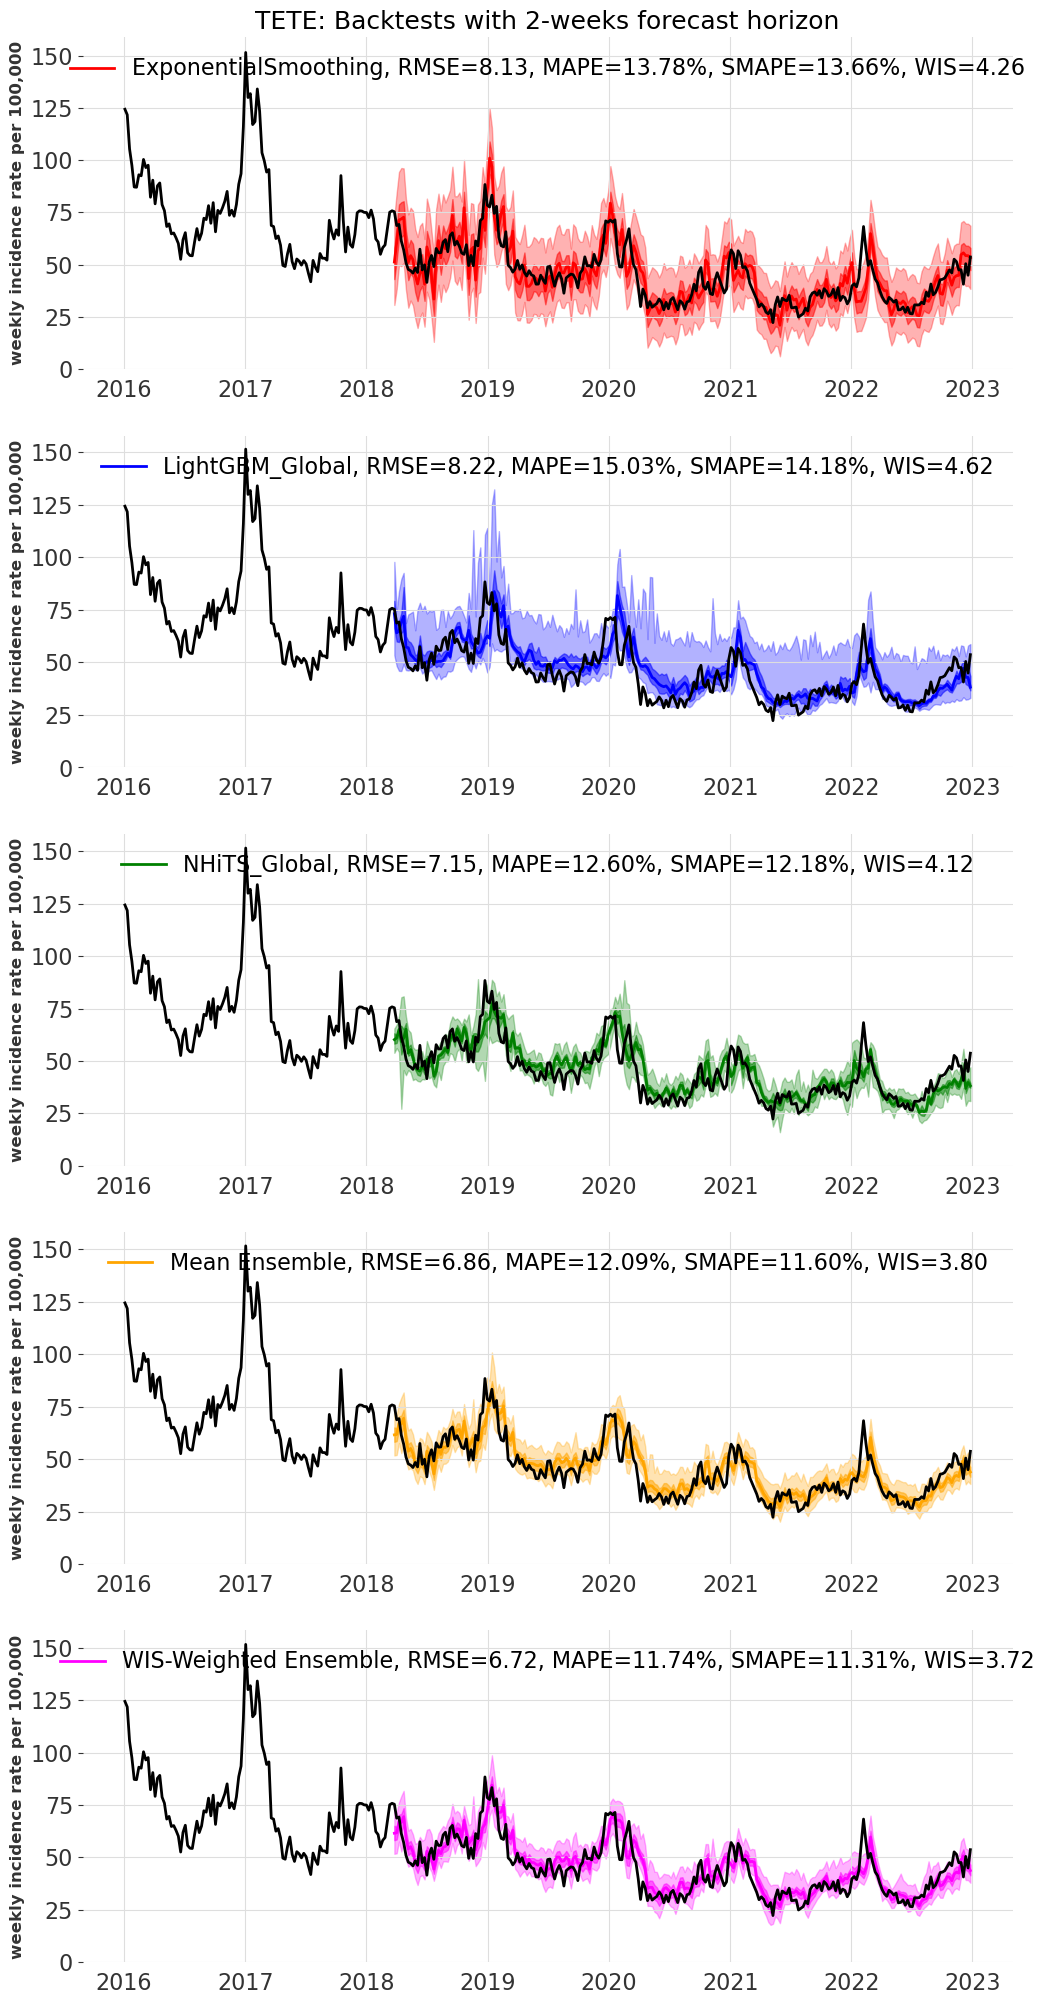 TETE: Backtests with 2-weeks forecast horizon
ExponentialSmoothing, RMSE=8.13, MAPE=13.78%, SMAPE=13.66%, WIS=4.26
weekly incidence rate per 100,000
150
125
100
75
50
25
0
2016 2017 2018 2019 2020 2021 2022 2023
LightGBM_Global, RMSE=8.22, MAPE=15.03%, SMAPE=14.18%, WIS=4.62
weekly incidence rate per 100,000
150
125
100
75
50
25
0
2016 2017 2018 2019 2020 2021 2022 2023
NHiTS_Global, RMSE=7.15, MAPE=12.60%, SMAPE=12.18%, WIS=4.12
weekly incidence rate per 100,000
150
125
100
75
50
25
0
2016 2017 2018 2019 2020 2021 2022 2023
Mean Ensemble, RMSE=6.86, MAPE=12.09%, SMAPE=11.60%, WIS=3.80
weekly incidence rate per 100,000
150
125
100
75
50
25
0
2016 2017 2018 2019 2020 2021 2022 2023
WIS-Weighted Ensemble, RMSE=6.72, MAPE=11.74%, SMAPE=11.31%, WIS=3.72
weekly incidence rate per 100,000
150
125
100
75
50
25
0
2016 2017 2018 2019 2020 2021 2022 2023